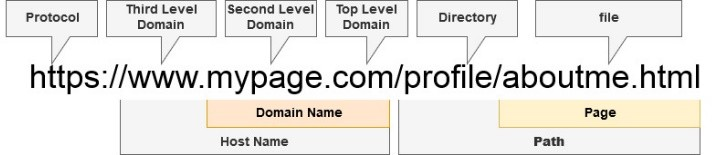 Protocol
Third Level
Domain
Second Level
Domain
Top Level
Domain
Directory
file
https://www.mypage.com/profile/aboutme.html
Domain Name
Page
Host Name
Path